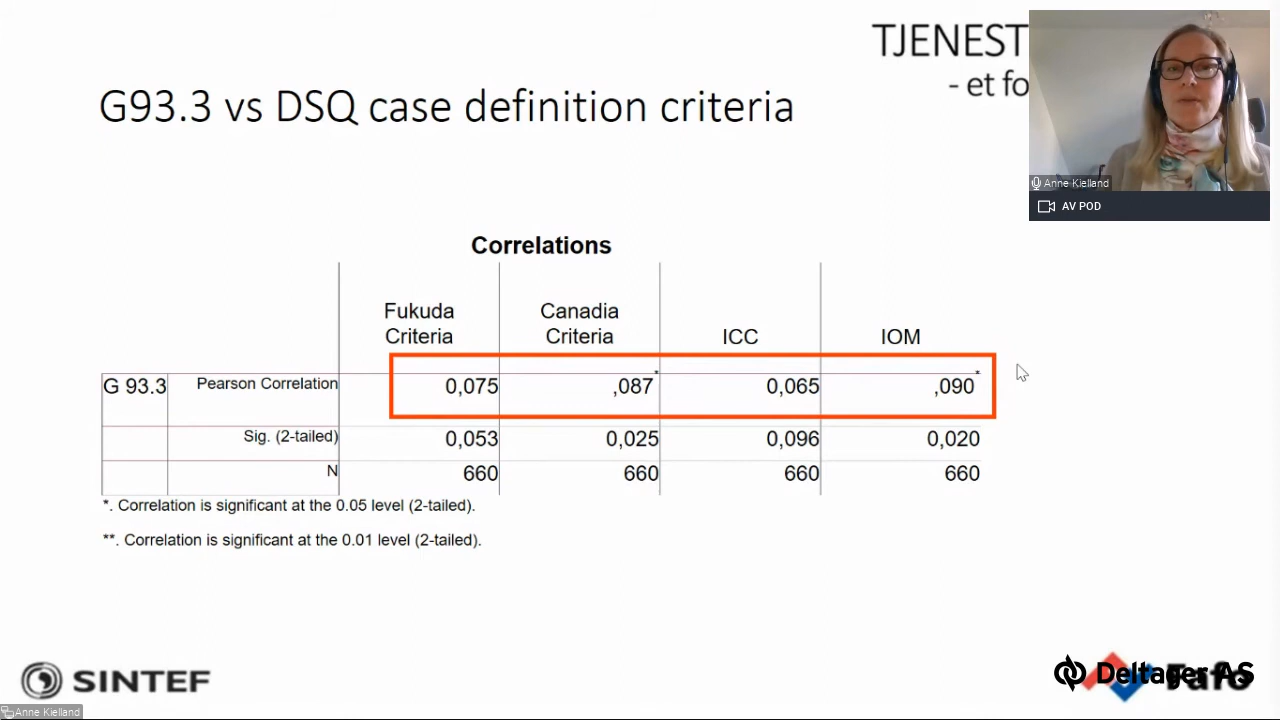 TJENEST
- et fo
G93.3 vs DSQ case definition criteria
Anne Kielland
AV POD
Correlations
Fukuda Criteria
Canadia Criteria
ICC
IOM
G 93.3 Pearson Correlation 0,075 ,087* 0,065 ,090*
Sig. (2-tailed) 0,053 0,025 0,096 0,020
N 660 660 660 660
*. Correlation is significant at the 0.05 level (2-tailed).
**. Correlation is significant at the 0.01 level (2-tailed).
SINTEF
Deltager AS
Fafo
Anne Kielland